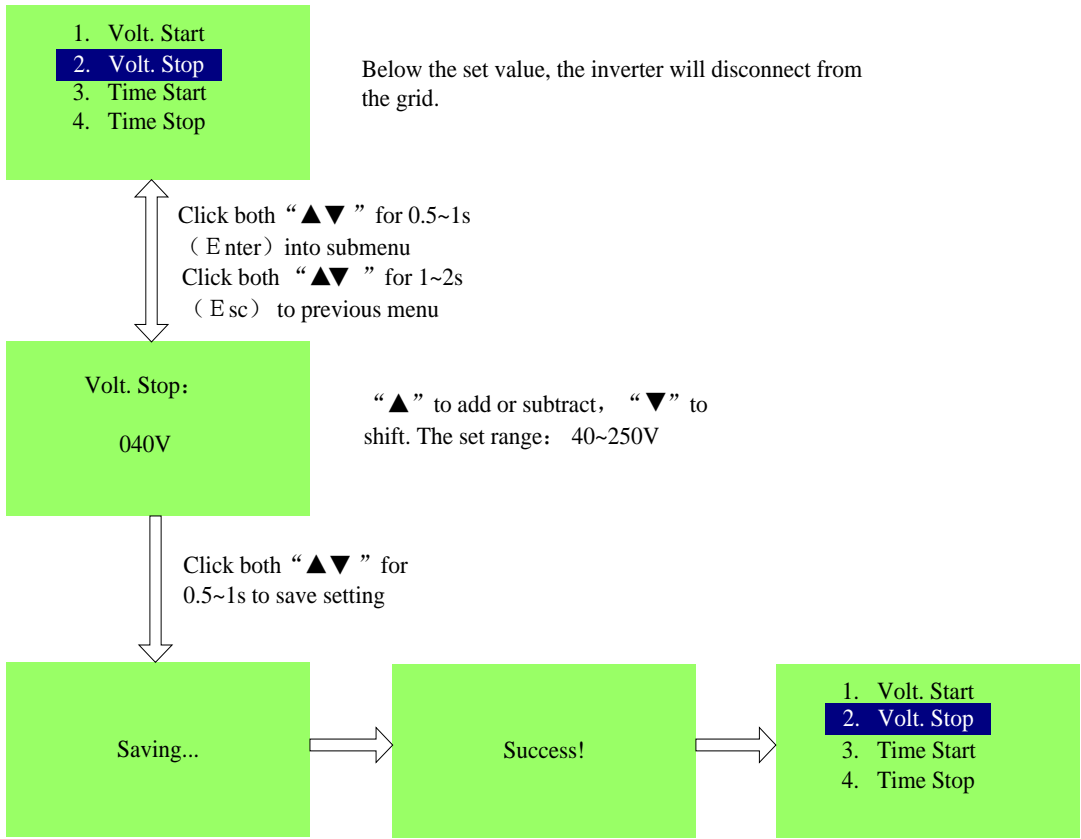 1. Volt. Start
2. Volt. Stop
3. Time Start
4. Time Stop
Below the set value, the inverter will disconnect from
the grid.
Click both “▲▼ ” for 0.5~1s
（Ｅnter）into submenu
Click both “▲▼ ” for 1~2s
（Ｅsc） to previous menu
Volt. Stop：
040V
“▲” to add or subtract， “▼” to
shift. The set range： 40~250V
Click both “▲▼ ” for
0.5~1s to save setting
Saving...
Success!
1. Volt. Start
2. Volt. Stop
3. Time Start
4. Time Stop